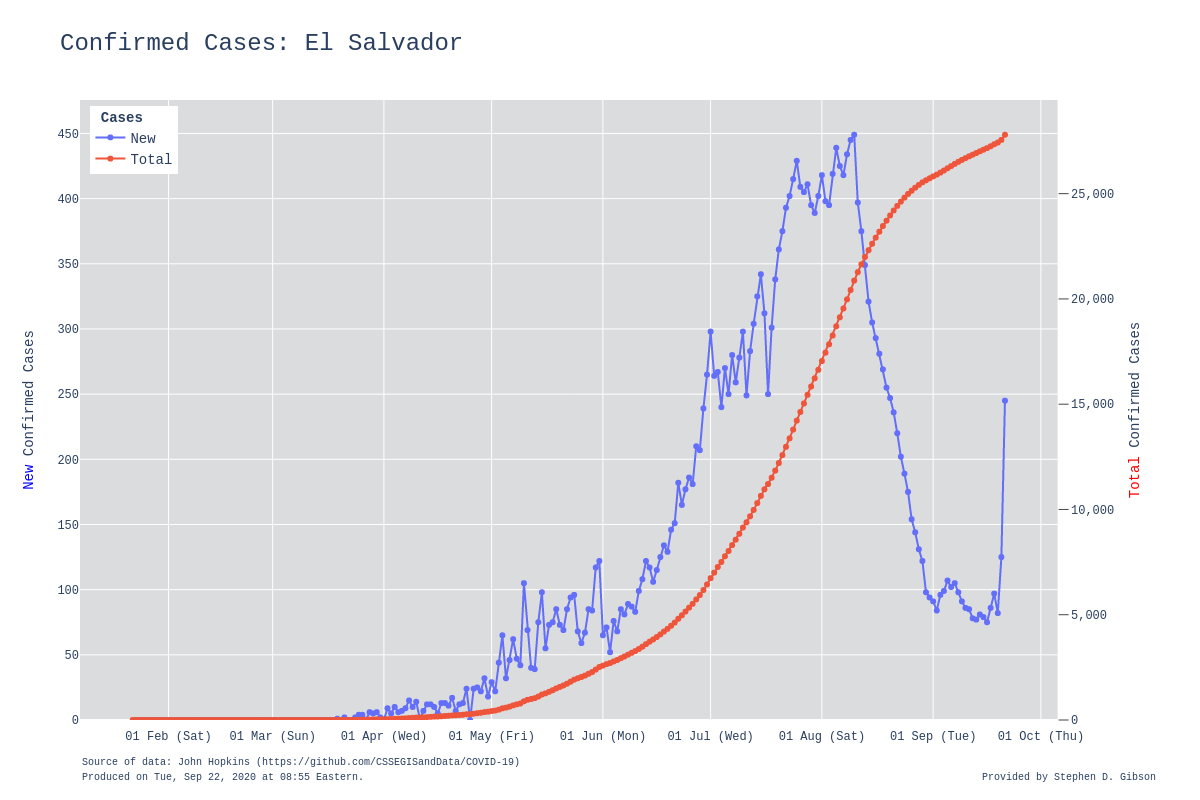 Confirmed Cases: El Salvador
Cases
New
Total
450
400
350
300
250
200
150
100
50
0
New Confirmed Cases
25,000
20,000
15,000
10,000
5,000
0
Total Confirmed Cases
01 Feb (Sat) 01 Mar (Sun) 01 Apr (Wed) 01 May (Fri) 01 Jun (Mon) 01 Jul (Wed) 01 Aug (Sat) 01 Sep (Tue) 01 Oct (Thu)
Source of data: John Hopkins (https://github.com/CSSEGISandData/COVID-19)
Produced on Tue, Sep 22, 2020 at 08:55 Eastern.
Provided by Stephen D. Gibson